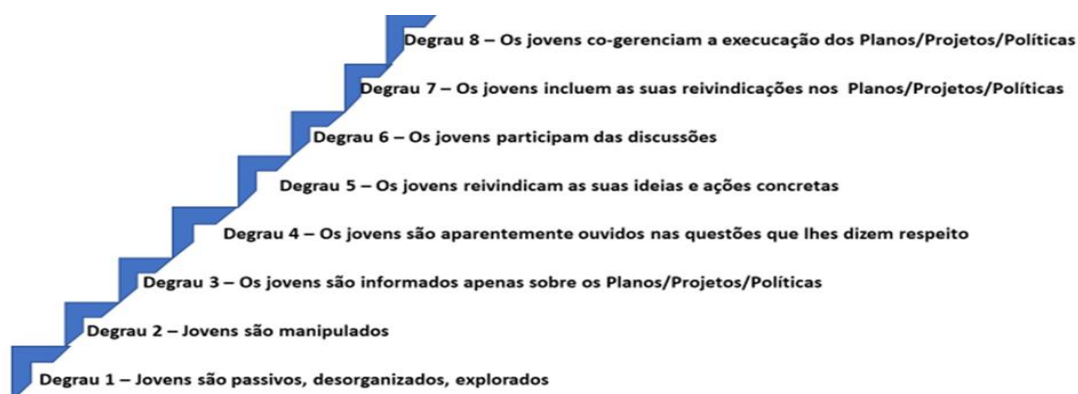 Degrau 8 – Os jovens co-gerenciam a execucação dos Planos/Projetos/Políticas
Degrau 7 – Os jovens incluem as suas reivindicações nos Planos/Projetos/Políticas
Degrau 6 – Os jovens participam das discussões
Degrau 5 – Os jovens reivindicam as suas ideias e ações concretas
Degrau 4 – Os jovens são aparentemente ouvidos nas questões que lhes dizem respeito
Degrau 3 – Os jovens são informados apenas sobre os Planos/Projetos/Políticas
Degrau 2 – Jovens são manipulados
Degrau 1 – Jovens são passivos, desorganizados, explorados